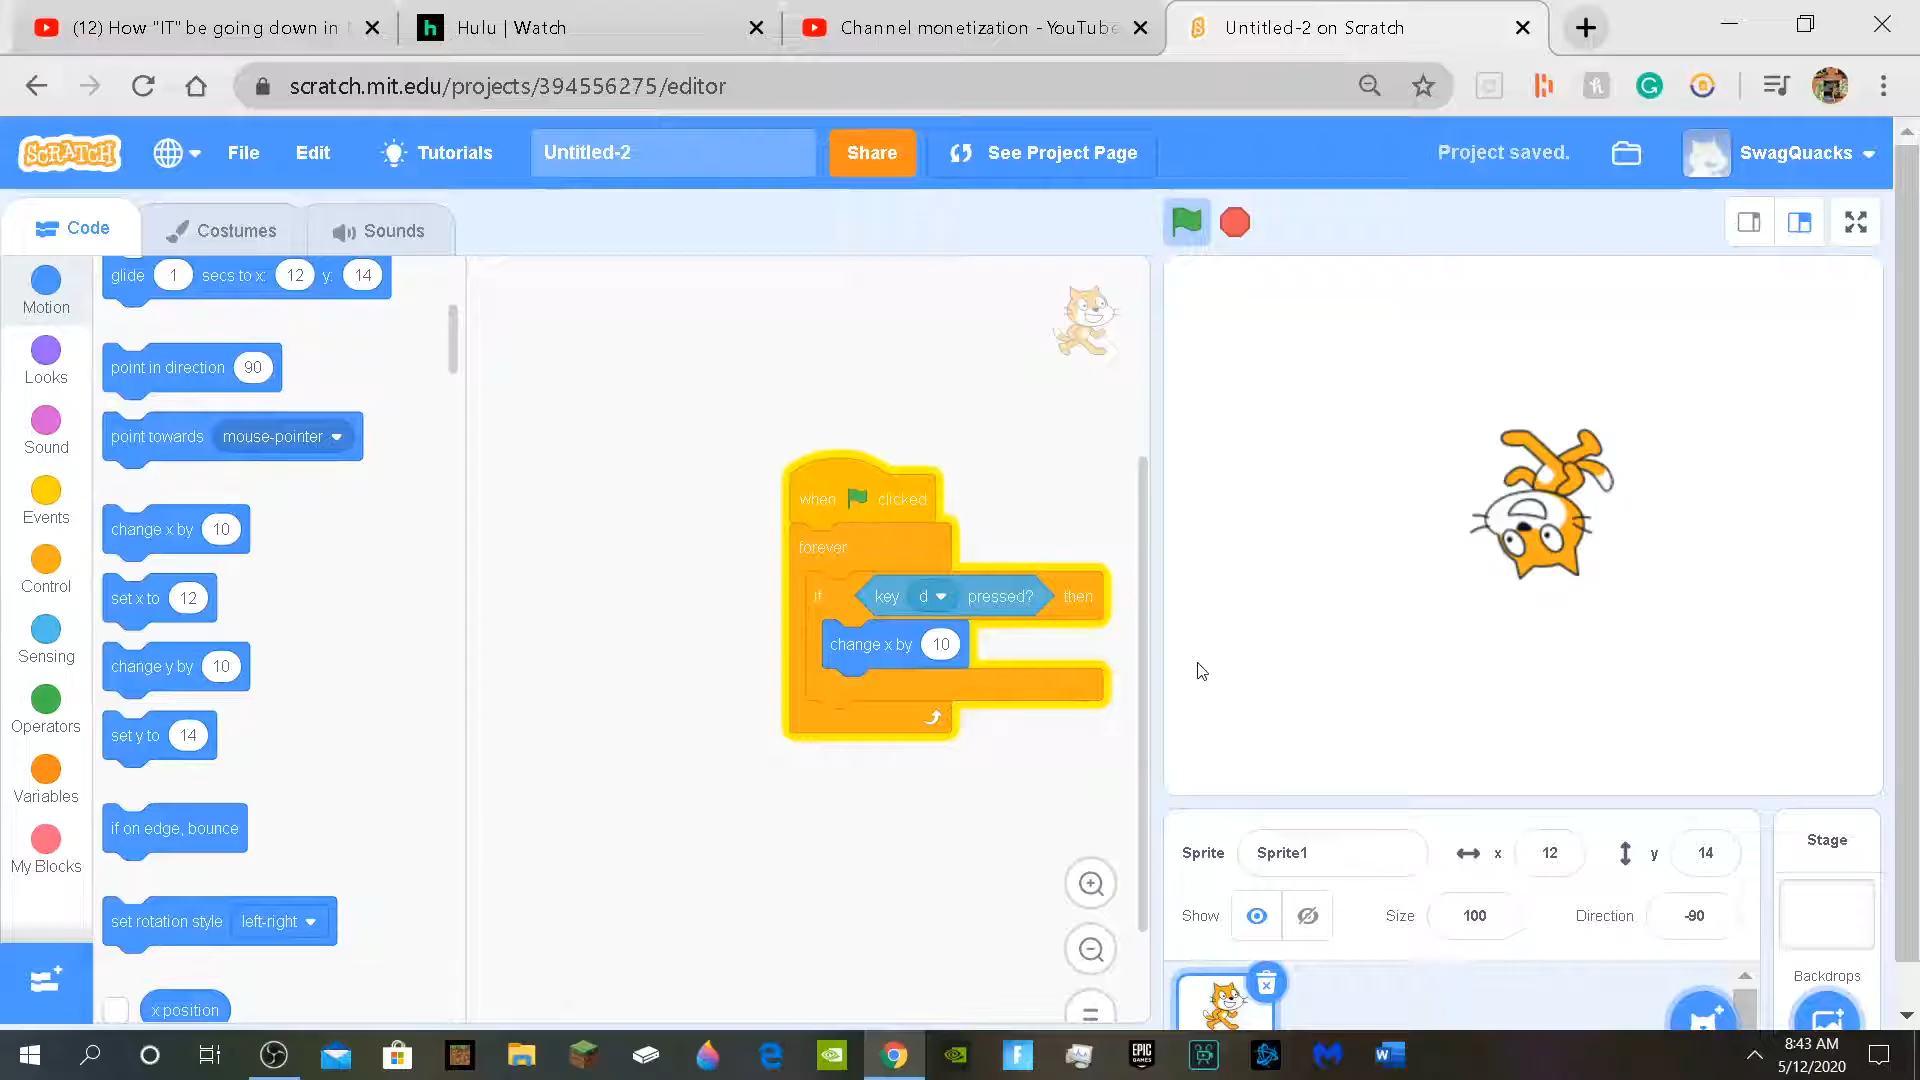 (12) How "IT" be going down in
Hulu | Watch
Channel monetization - YouTube
Untitled-2 on Scratch
scratch.mit.edu/projects/394556275/editor
SCRATCH
File
Edit
Tutorials
Untitled-2
Share
See Project Page
Project saved.
SwagQuacks
Code
Costumes
Sounds
Motion
Looks
Sound
Events
Control
Sensing
Operators
Variables
My Blocks
glide 1 secs to x: 12 y: 14
point in direction 90
point towards mouse-pointer
change x by 10
set x to 12
change y by 10
set y to 14
if on edge, bounce
set rotation style left-right
x position
when clicked
forever
if key d pressed? then
change x by 10
Sprite Sprite1 x 12 y 14
Show Size 100 Direction -90
Stage
Backdrops
EPIC GAMES
8:43 AM
5/12/2020